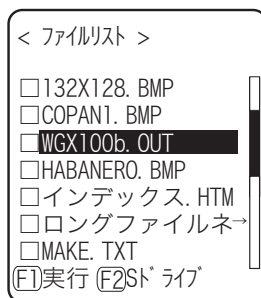 < ﾌｧｲﾙﾘｽﾄ >
□132X128. BMP
□COPAN1. BMP
□WGX100b. OUT
□HABANERO. BMP
□インデックス. HTM
□ロングファイルネ→
□MAKE. TXT
F1実行 F2Sﾄﾞﾗｲﾌﾞ